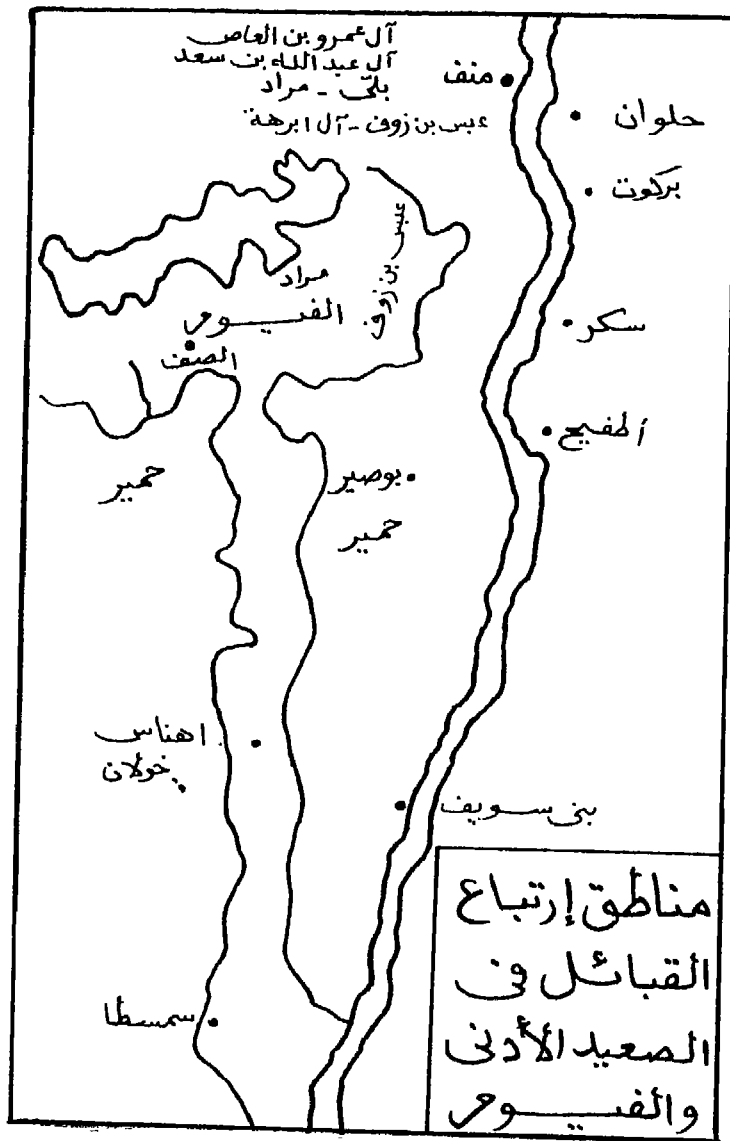 آل عمرو بن العاص
آل عبد الله بن سعد
بلىّ - مراد
عبس بن زوف - آل ابرهة
منف
حلوان
بركوت
عبس بن زوف
مراد
الفيوم
الصنف
سكر
أطفيح
حمير
بوصير
حمير
اهناس
خولان
بنى سويف
سمسطا
مناطق إرتباع
القبائل فى
الصعيد الأدنى
والفيوم